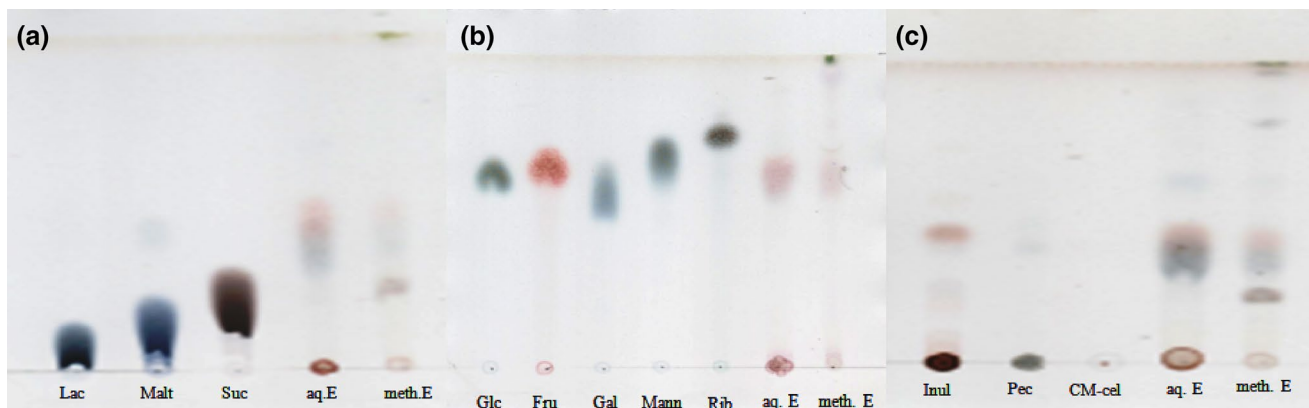 (a)
Lac Malt Suc aq.E meth.E
(b)
Glc Fru Gal Mann Rib aq. E meth. E
(c)
Inul Pec CM-cel aq. E meth. E